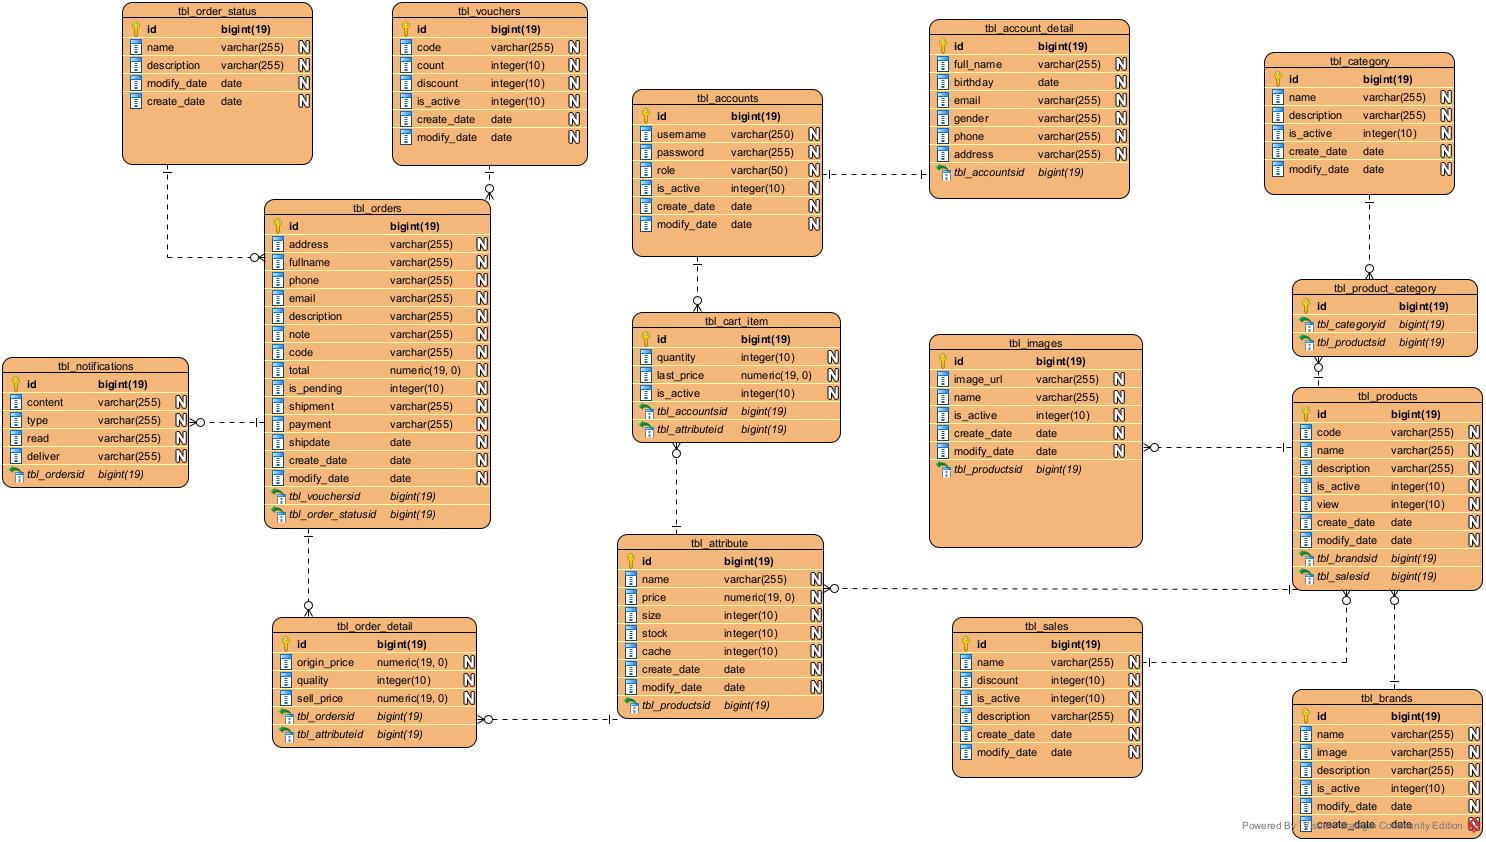 tbl_order_status
id bigint(19)
name varchar(255) N
description varchar(255) N
modify_date date N
create_date date N
tbl_vouchers
id bigint(19)
code varchar(255) N
count integer(10) N
discount integer(10) N
is_active integer(10) N
create_date date N
modify_date date N
tbl_account_detail
id bigint(19)
full_name varchar(255) N
birthday date N
email varchar(255) N
gender varchar(255) N
phone varchar(255) N
address varchar(255) N
tbl_accountsid bigint(19)
tbl_category
id bigint(19)
name varchar(255) N
description varchar(255) N
is_active integer(10) N
create_date date N
modify_date date N
tbl_accounts
id bigint(19)
username varchar(250) N
password varchar(255) N
role varchar(50) N
is_active integer(10) N
create_date date N
modify_date date N
tbl_orders
id bigint(19)
address varchar(255) N
fullname varchar(255) N
phone varchar(255) N
email varchar(255) N
description varchar(255) N
note varchar(255) N
code varchar(255) N
total numeric(19, 0) N
is_pending integer(10) N
shipment varchar(255) N
payment varchar(255) N
shipdate date N
create_date date N
modify_date date N
tbl_vouchersid bigint(19)
tbl_order_statusid bigint(19)
tbl_product_category
id bigint(19)
tbl_categoryid bigint(19)
tbl_productsid bigint(19)
tbl_cart_item
id bigint(19)
quantity integer(10) N
last_price numeric(19, 0) N
is_active integer(10) N
tbl_accountsid bigint(19)
tbl_attributeid bigint(19)
tbl_images
id bigint(19)
image_url varchar(255) N
name varchar(255) N
is_active integer(10) N
create_date date N
modify_date date N
tbl_productsid bigint(19)
tbl_notifications
id bigint(19)
content varchar(255) N
type varchar(255) N
read varchar(255) N
deliver varchar(255) N
tbl_ordersid bigint(19)
tbl_products
id bigint(19)
code varchar(255) N
name varchar(255) N
description varchar(255) N
is_active integer(10) N
view integer(10) N
create_date date N
modify_date date N
tbl_brandsid bigint(19)
tbl_salesid bigint(19)
tbl_attribute
id bigint(19)
name varchar(255) N
price numeric(19, 0) N
size integer(10) N
stock integer(10) N
cache integer(10) N
create_date date N
modify_date date N
tbl_productsid bigint(19)
tbl_order_detail
id bigint(19)
origin_price numeric(19, 0) N
quality integer(10) N
sell_price numeric(19, 0) N
tbl_ordersid bigint(19)
tbl_attributeid bigint(19)
tbl_sales
id bigint(19)
name varchar(255) N
discount integer(10) N
is_active integer(10) N
description varchar(255) N
create_date date N
modify_date date N
tbl_brands
id bigint(19)
name varchar(255) N
image varchar(255) N
description varchar(255) N
is_active integer(10) N
modify_date date N
create_date date
Powered By Community Edition